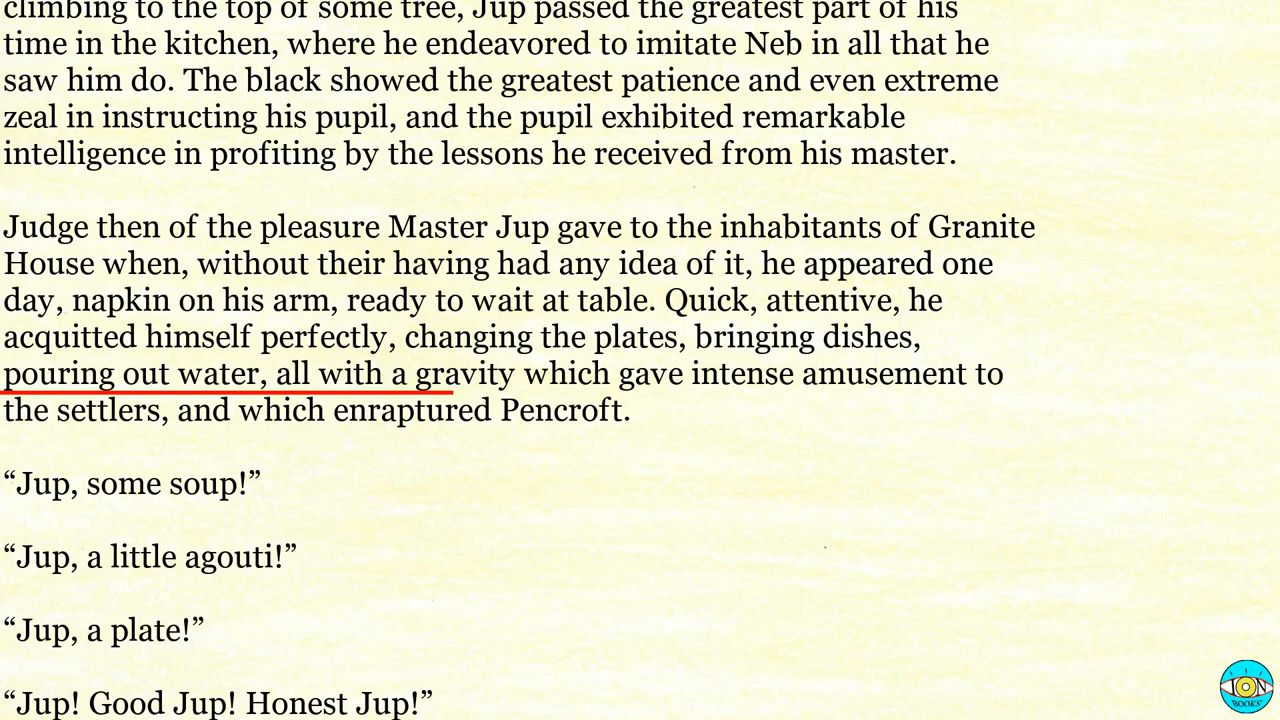 climbing to the top of some tree, Jup passed the greatest part of his
time in the kitchen, where he endeavored to imitate Neb in all that he
saw him do. The black showed the greatest patience and even extreme
zeal in instructing his pupil, and the pupil exhibited remarkable
intelligence in profiting by the lessons he received from his master.
Judge then of the pleasure Master Jup gave to the inhabitants of Granite
House when, without their having had any idea of it, he appeared one
day, napkin on his arm, ready to wait at table. Quick, attentive, he
acquitted himself perfectly, changing the plates, bringing dishes,
pouring out water, all with a gravity which gave intense amusement to
the settlers, and which enraptured Pencroft.
“Jup, some soup!”
“Jup, a little agouti!”
“Jup, a plate!”
“Jup! Good Jup! Honest Jup!”
ION
BOOKS